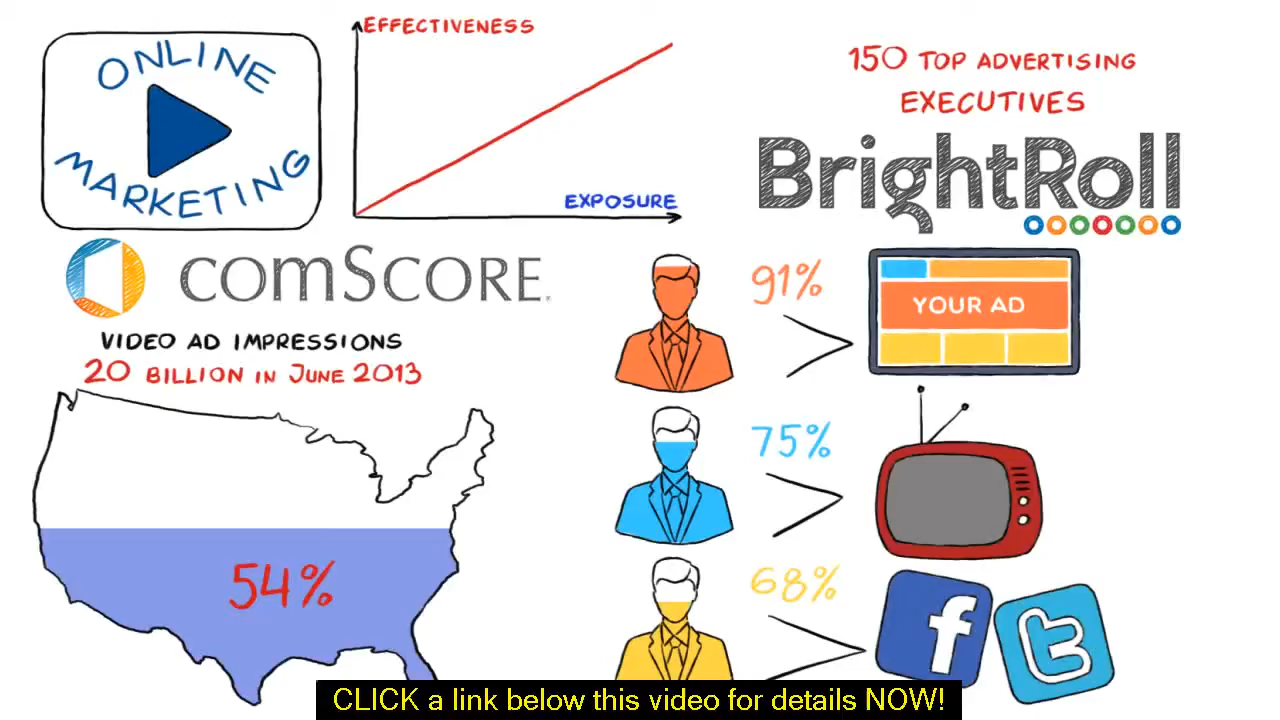 ONLINE
MARKETING
EFFECTIVENESS
EXPOSURE
comScore
VIDEO AD IMPRESSIONS
20 BILLION IN JUNE 2013
54%
150 TOP ADVERTISING
EXECUTIVES
BrightRoll
91%
YOUR AD
75%
68%
CLICK a link below this video for details NOW!